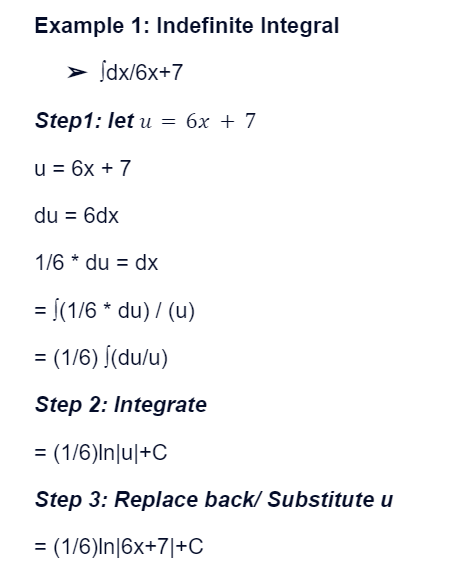 Example 1: Indefinite Integral
➢ ∫dx/6x+7
Step1: let u = 6x + 7
u = 6x + 7
du = 6dx
1/6 * du = dx
= ∫(1/6 * du) / (u)
= (1/6) ∫(du/u)
Step 2: Integrate
= (1/6)ln|u|+C
Step 3: Replace back/ Substitute u
= (1/6)ln|6x+7|+C